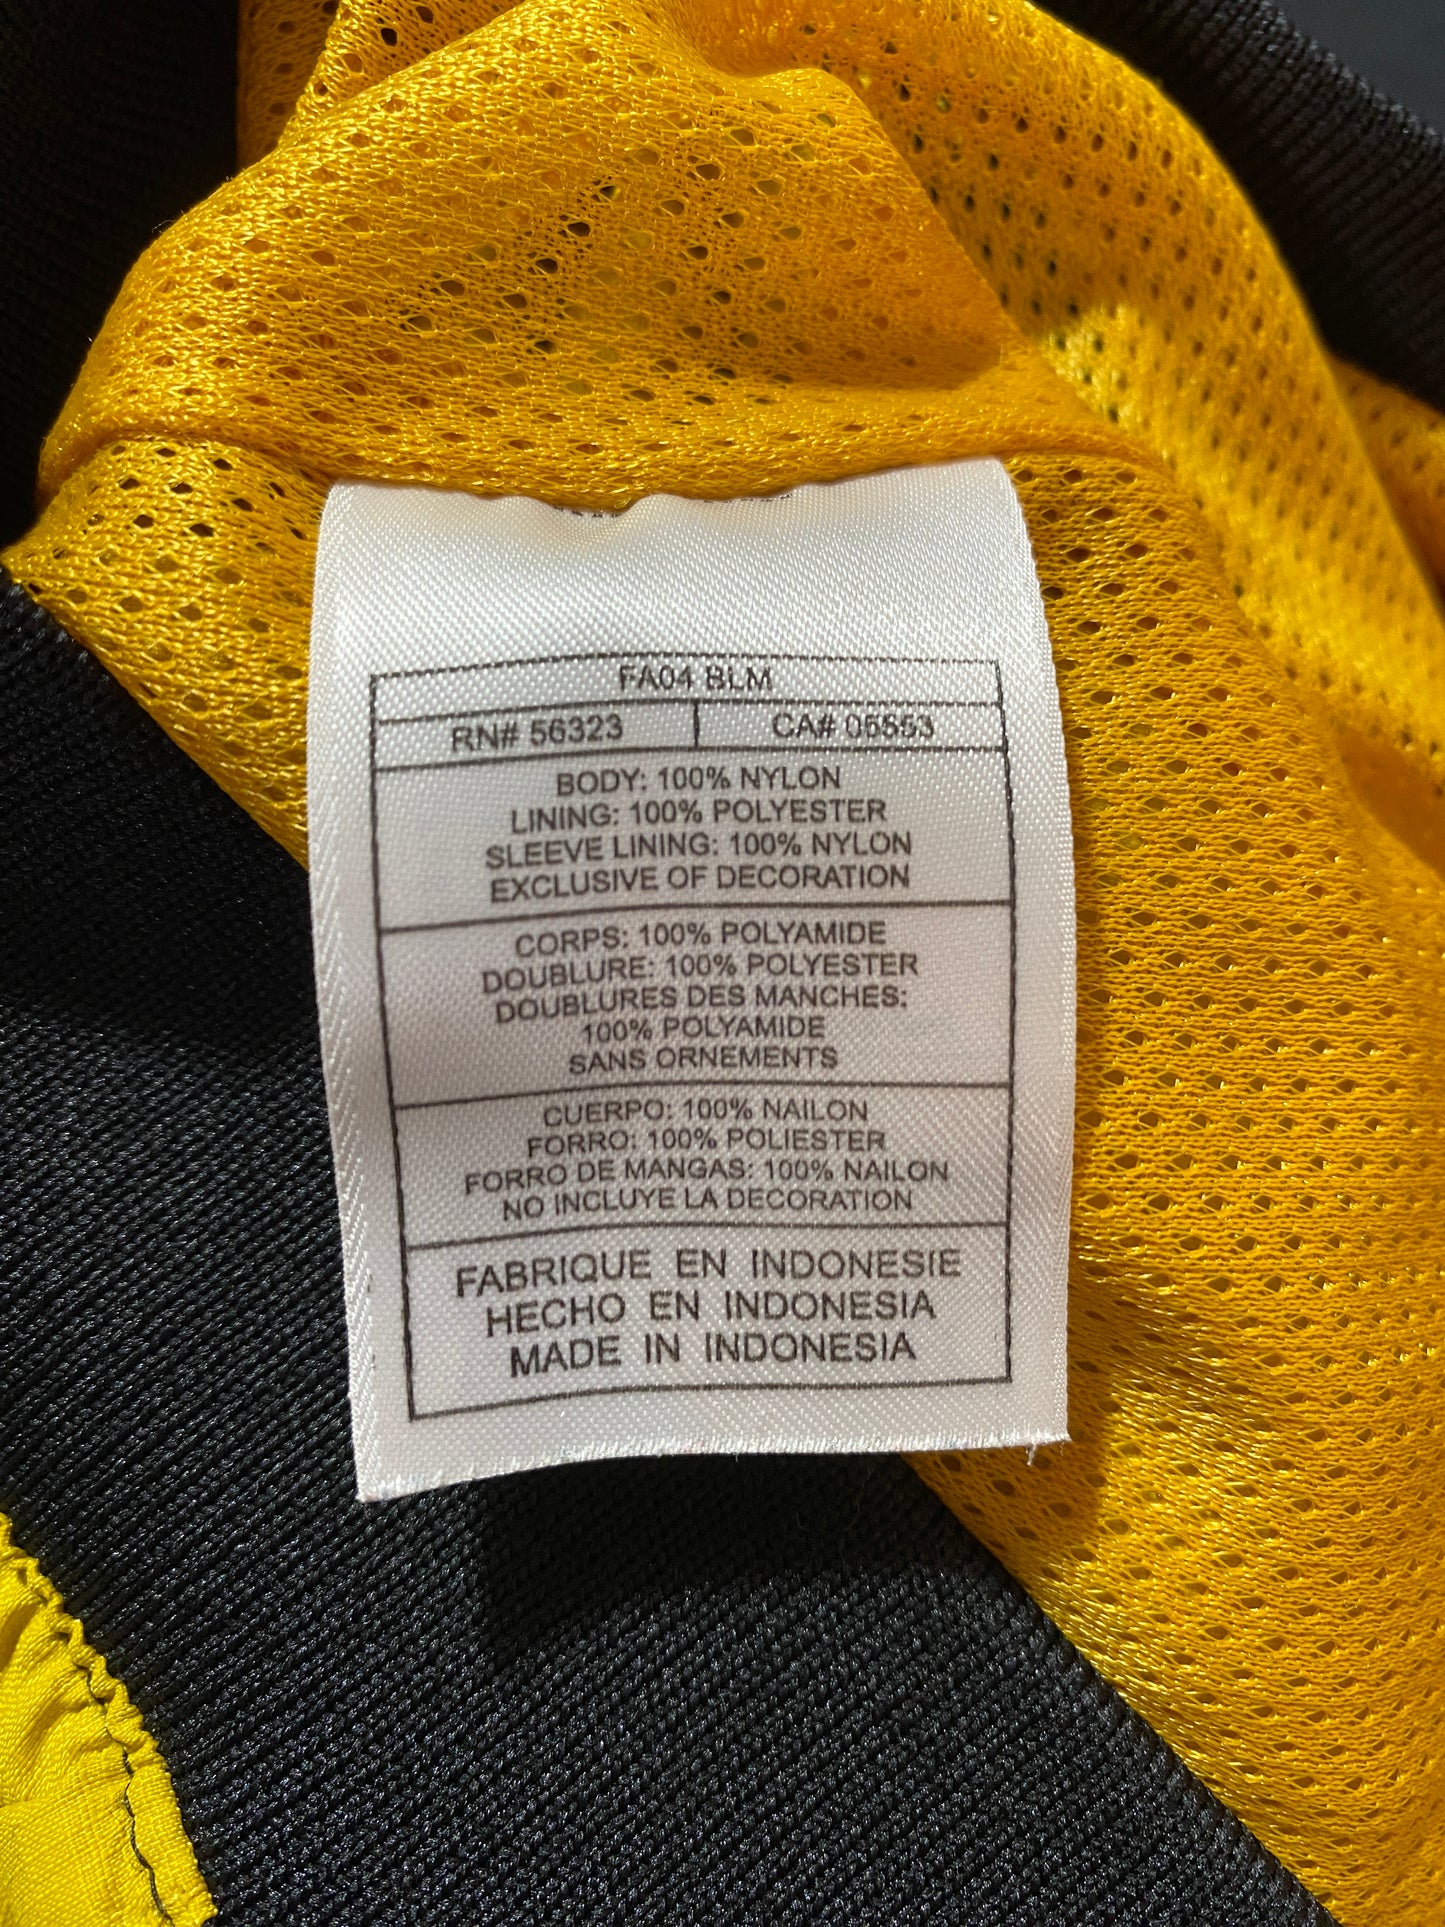 FA04 BLM
RN# 56323 CA# 05553
BODY: 100% NYLON
LINING: 100% POLYESTER
SLEEVE LINING: 100% NYLON
EXCLUSIVE OF DECORATION
CORPS: 100% POLYAMIDE
DOUBLURE: 100% POLYESTER
DOUBLURES DES MANCHES:
100% POLYAMIDE
SANS ORNEMENTS
CUERPO: 100% NAILON
FORRO: 100% POLIESTER
FORRO DE MANGAS: 100% NAILON
NO INCLUYE LA DECORATION
FABRIQUE EN INDONESIE
HECHO EN INDONESIA
MADE IN INDONESIA